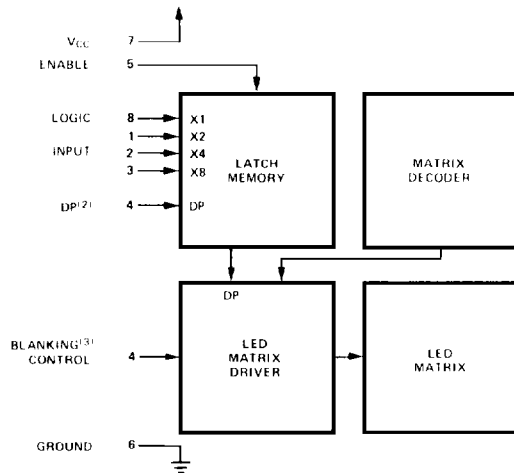 VCC 7
ENABLE 5
LOGIC 8 X1
1 X2
INPUT 2 X4
3 X8
DP(2) 4 DP
LATCH
MEMORY
MATRIX
DECODER
DP
BLANKING(3)
CONTROL 4
LED
MATRIX
DRIVER
LED
MATRIX
GROUND 6